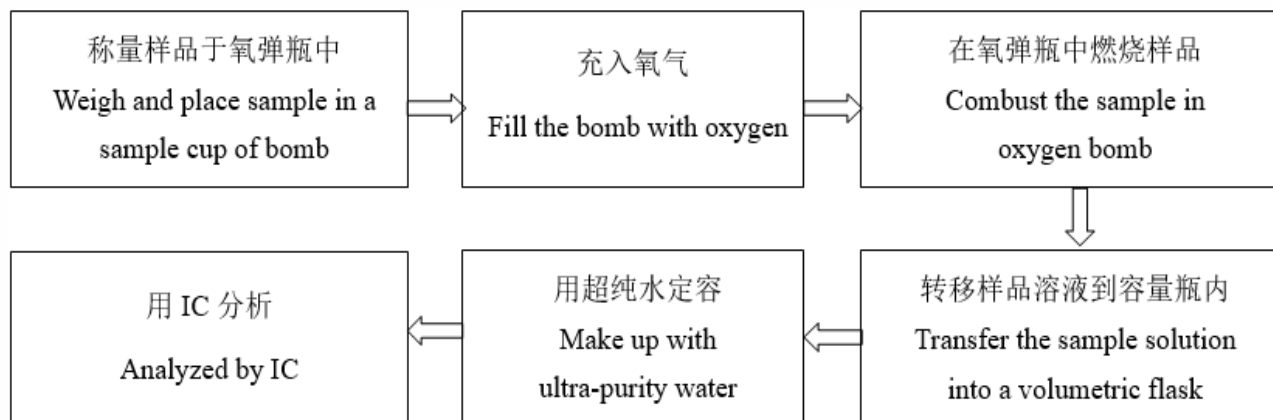 称量样品于氧弹瓶中
Weigh and place sample in a
sample cup of bomb
充入氧气
Fill the bomb with oxygen
在氧弹瓶中燃烧样品
Combust the sample in
oxygen bomb
转移样品溶液到容量瓶内
Transfer the sample solution
into a volumetric flask
用超纯水定容
Make up with
ultra-purity water
用 IC 分析
Analyzed by IC